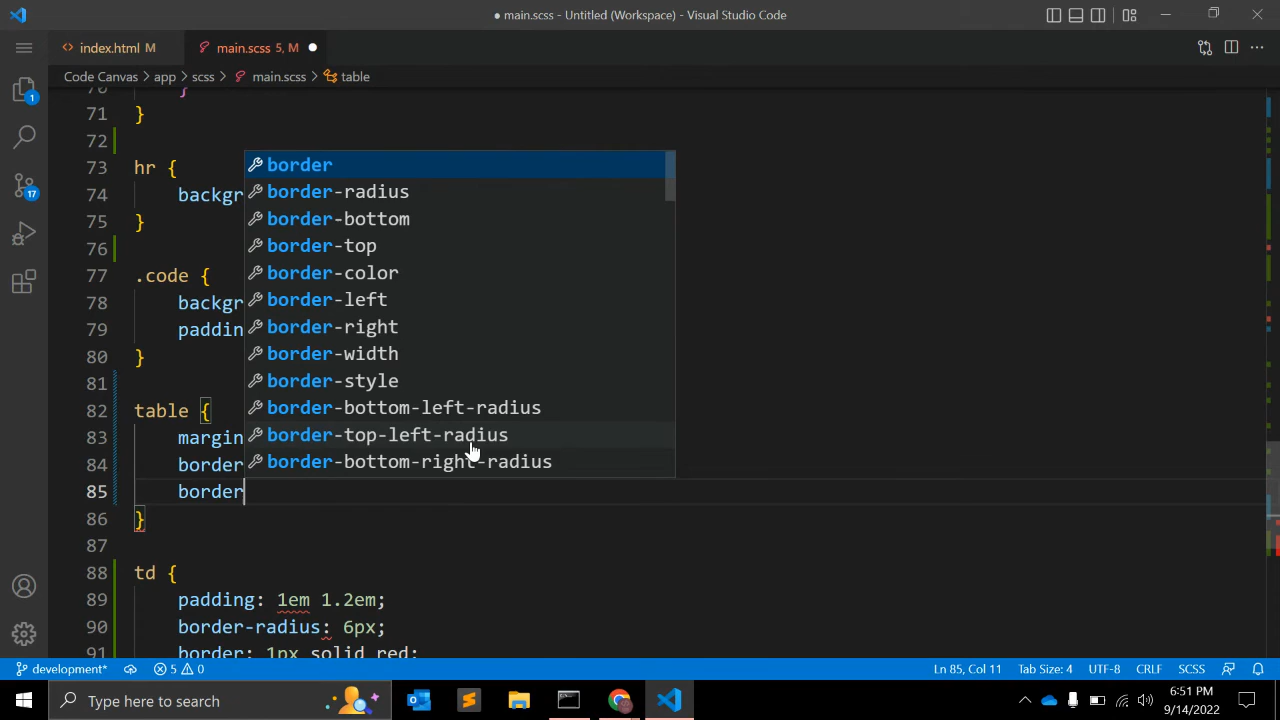 ● main.scss - Untitled (Workspace) - Visual Studio Code
index.html M
main.scss 5, M ●
Code Canvas > app > scss > main.scss > table
70 }
71 }
72
73 hr {
74 backgr
75 }
76
77 .code {
78 backgr
79 paddin
80 }
81
82 table {
83 margin
84 border
85 border
86 }
87
88 td {
89 padding: 1em 1.2em;
90 border-radius: 6px;
91 border: 1px solid red;
border
border-radius
border-bottom
border-top
border-color
border-left
border-right
border-width
border-style
border-bottom-left-radius
border-top-left-radius
border-bottom-right-radius
1
17
development*
5
0
Ln 85, Col 11
Tab Size: 4
UTF-8
CRLF
SCSS
Type here to search
6:51 PM
9/14/2022